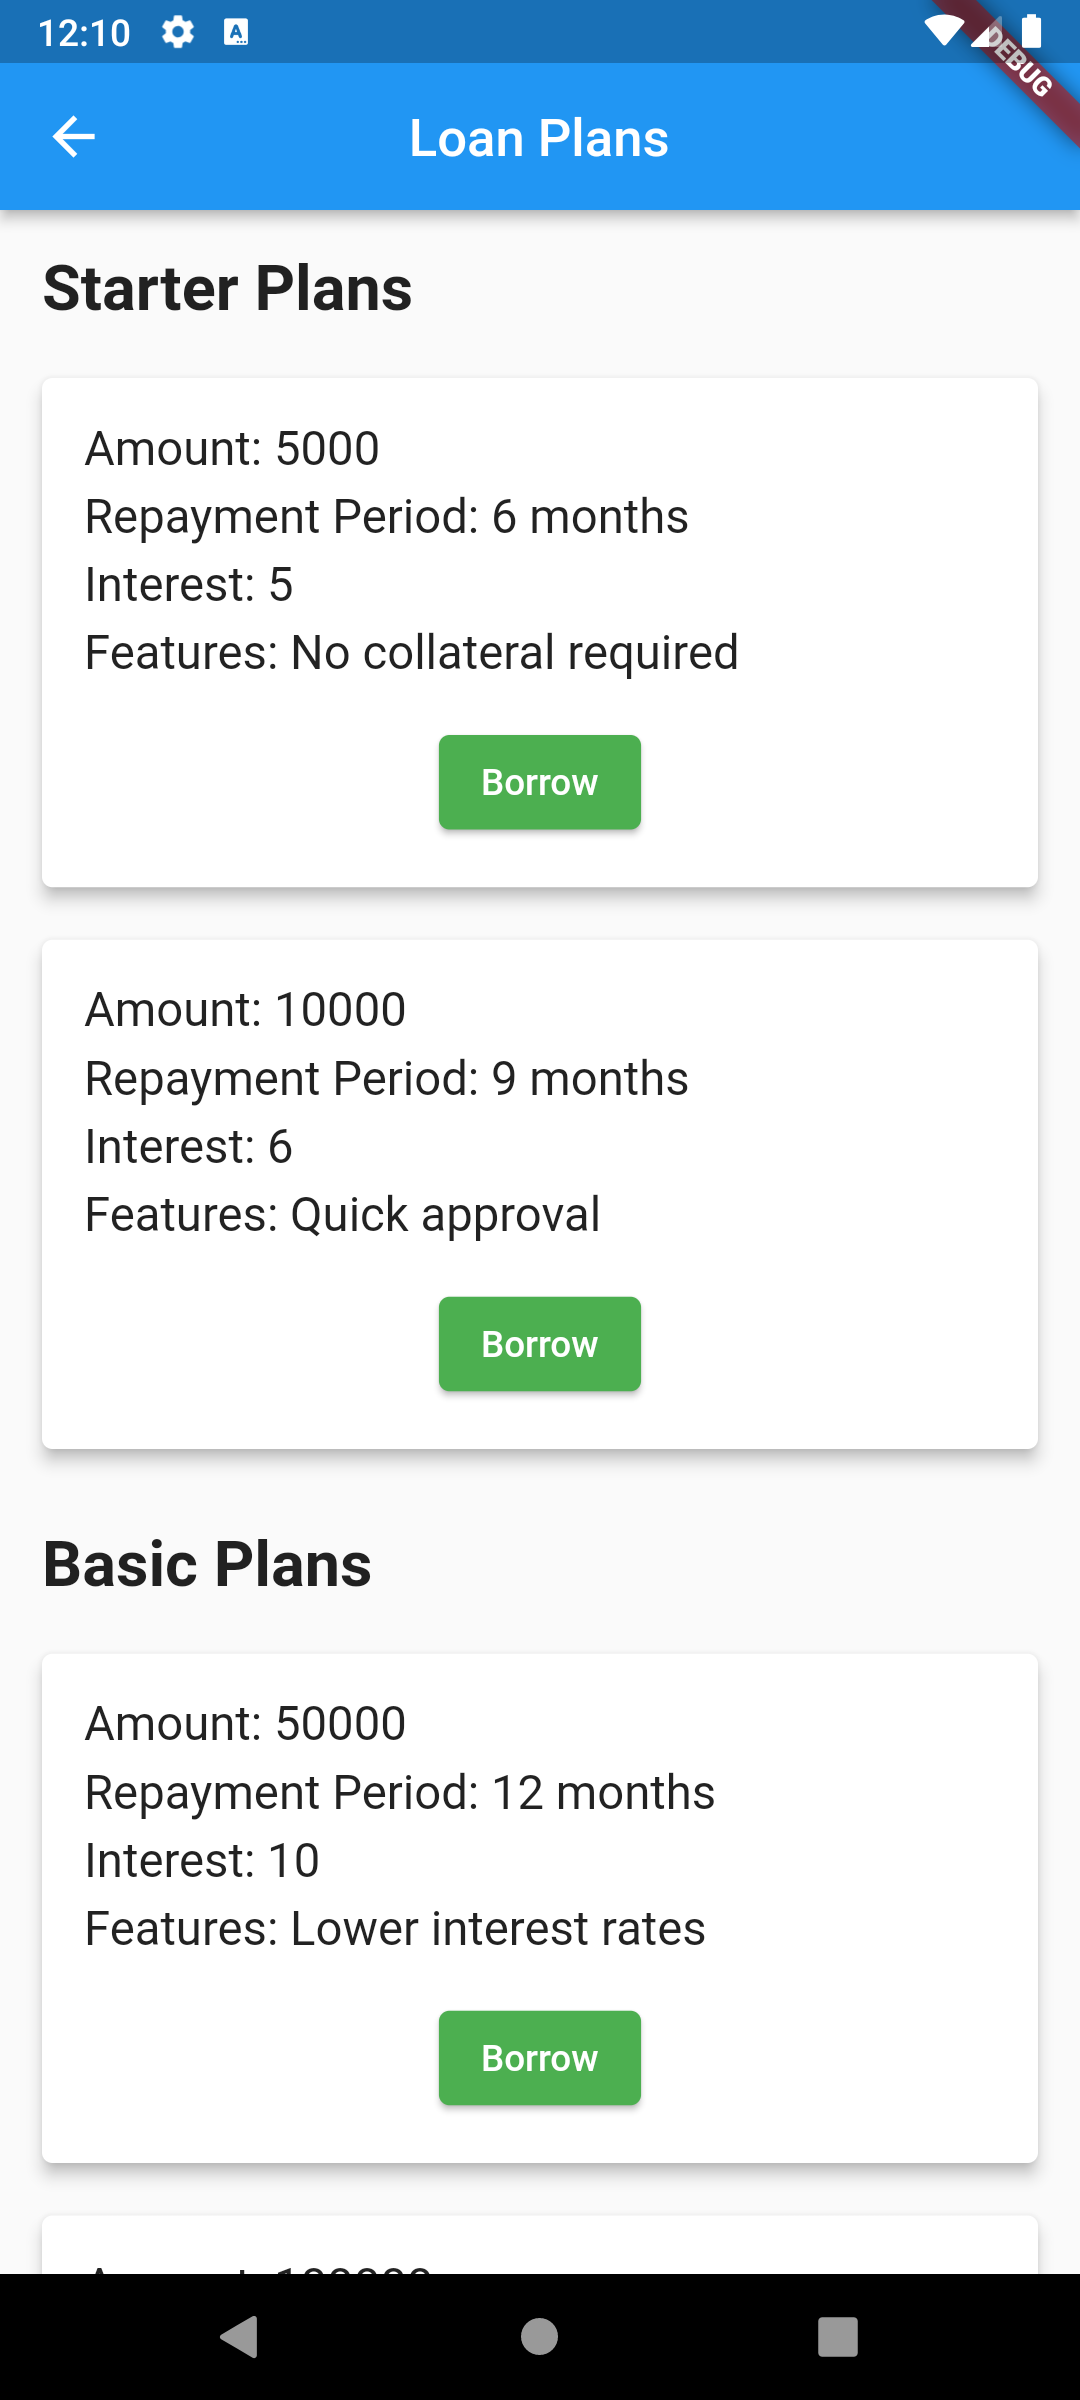 12:10
DEBUG
Loan Plans
Starter Plans
Amount: 5000
Repayment Period: 6 months
Interest: 5
Features: No collateral required
Borrow
Amount: 10000
Repayment Period: 9 months
Interest: 6
Features: Quick approval
Borrow
Basic Plans
Amount: 50000
Repayment Period: 12 months
Interest: 10
Features: Lower interest rates
Borrow